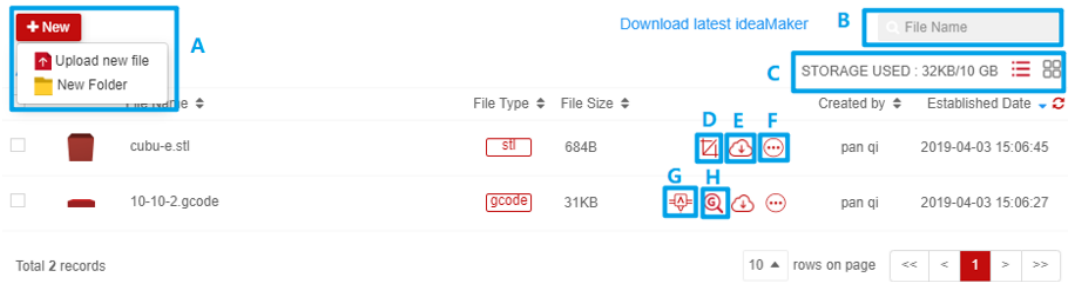 + New
Download latest ideaMaker
B
File Name
A
Upload new file
New Folder
C
STORAGE USED : 32KB/10 GB
File Name
File Type
File Size
Created by
Established Date
D
E
F
cubu-e.stl
stl
684B
pan qi
2019-04-03 15:06:45
G
H
10-10-2.gcode
gcode
31KB
G
pan qi
2019-04-03 15:06:27
Total 2 records
10
rows on page
<<
<
1
>
>>